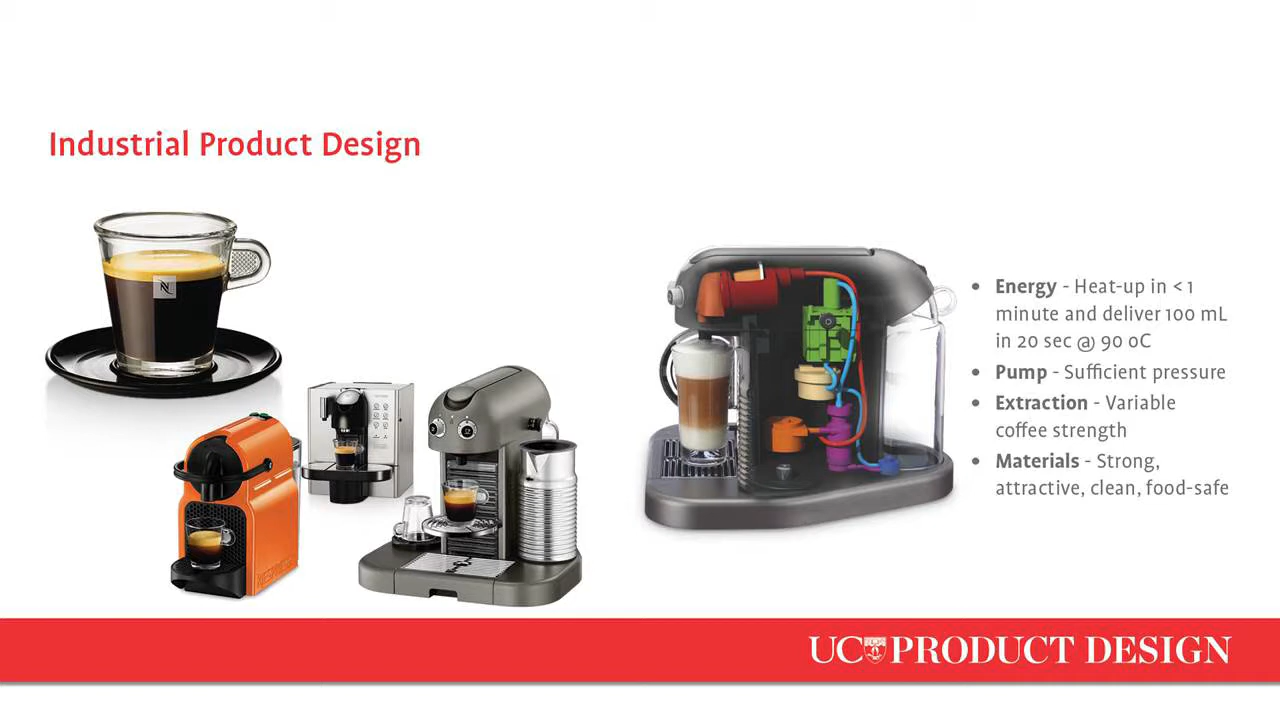 Industrial Product Design
• Energy - Heat-up in < 1
minute and deliver 100 mL
in 20 sec @ 90 oC
• Pump - Sufficient pressure
• Extraction - Variable
coffee strength
• Materials - Strong,
attractive, clean, food-safe
UC PRODUCT DESIGN